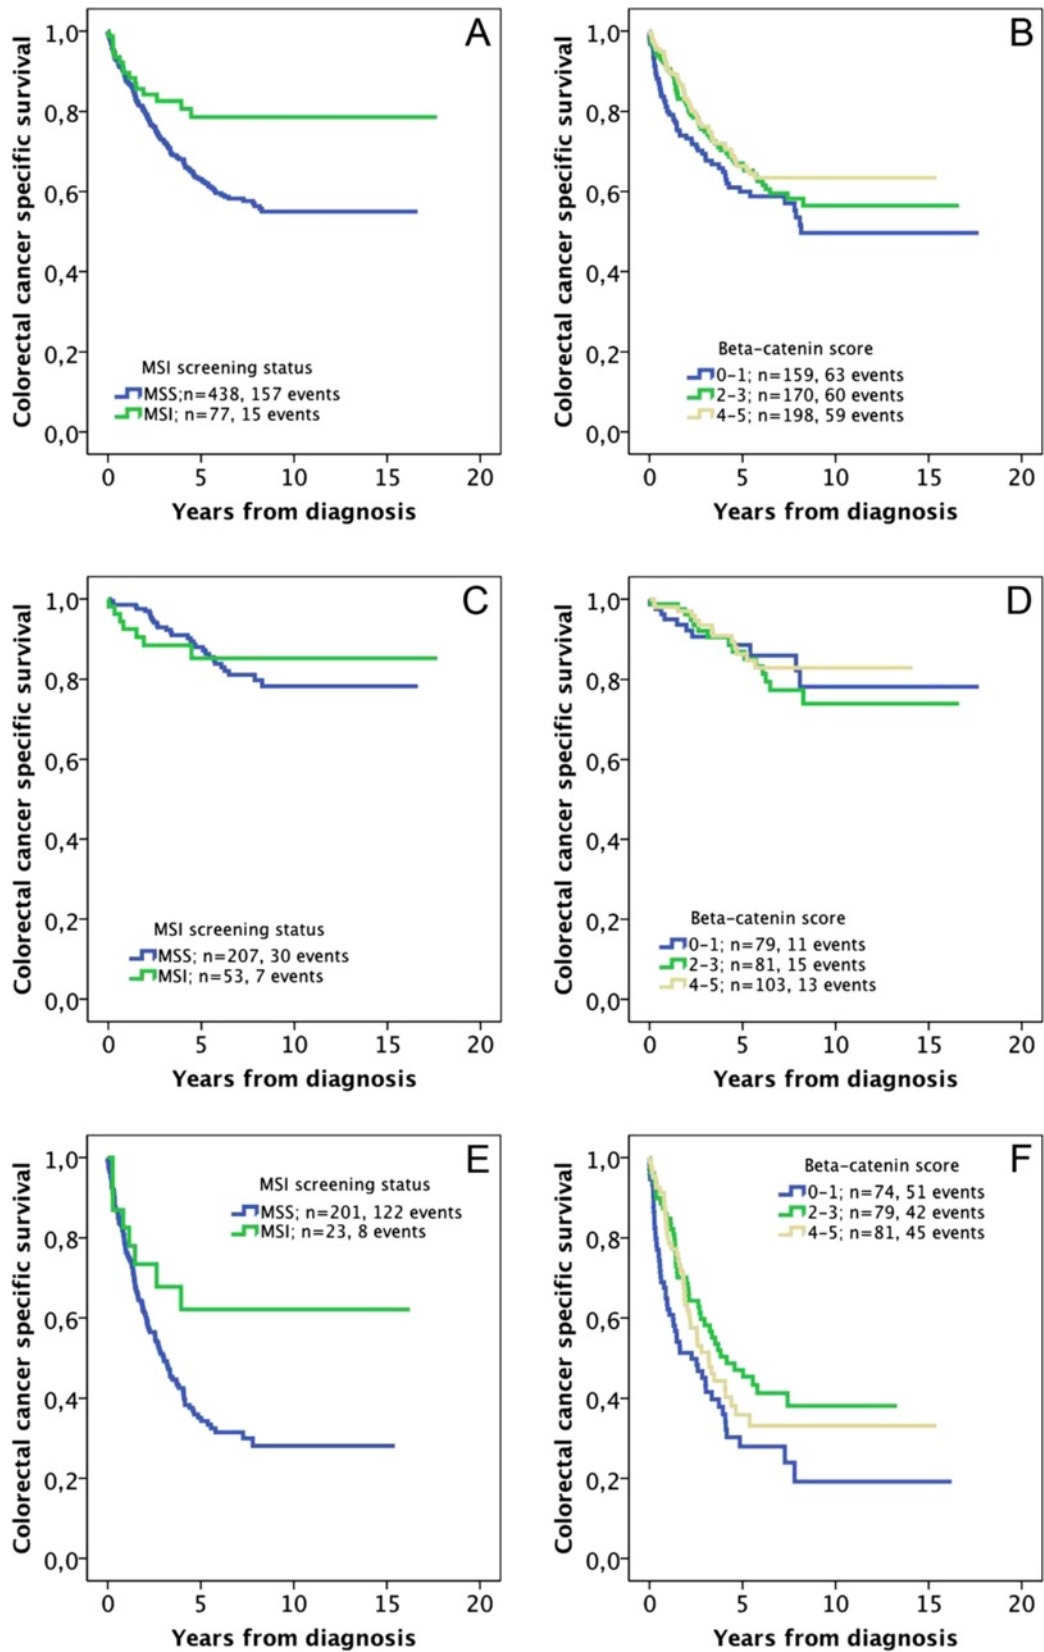 A
Colorectal cancer specific survival
1,0
0,8
0,6
0,4
0,2
0,0
MSI screening status
MSS;n=438, 157 events
MSI; n=77, 15 events
0 5 10 15 20
Years from diagnosis
B
Colorectal cancer specific survival
1,0
0,8
0,6
0,4
0,2
0,0
Beta-catenin score
0-1; n=159, 63 events
2-3; n=170, 60 events
4-5; n=198, 59 events
0 5 10 15 20
Years from diagnosis
C
Colorectal cancer specific survival
1,0
0,8
0,6
0,4
0,2
0,0
MSI screening status
MSS; n=207, 30 events
MSI; n=53, 7 events
0 5 10 15 20
Years from diagnosis
D
Colorectal cancer specific survival
1,0
0,8
0,6
0,4
0,2
0,0
Beta-catenin score
0-1; n=79, 11 events
2-3; n=81, 15 events
4-5; n=103, 13 events
0 5 10 15 20
Years from diagnosis
E
Colorectal cancer specific survival
1,0
0,8
0,6
0,4
0,2
0,0
MSI screening status
MSS; n=201, 122 events
MSI; n=23, 8 events
0 5 10 15 20
Years from diagnosis
F
Colorectal cancer specific survival
1,0
0,8
0,6
0,4
0,2
0,0
Beta-catenin score
0-1; n=74, 51 events
2-3; n=79, 42 events
4-5; n=81, 45 events
0 5 10 15 20
Years from diagnosis